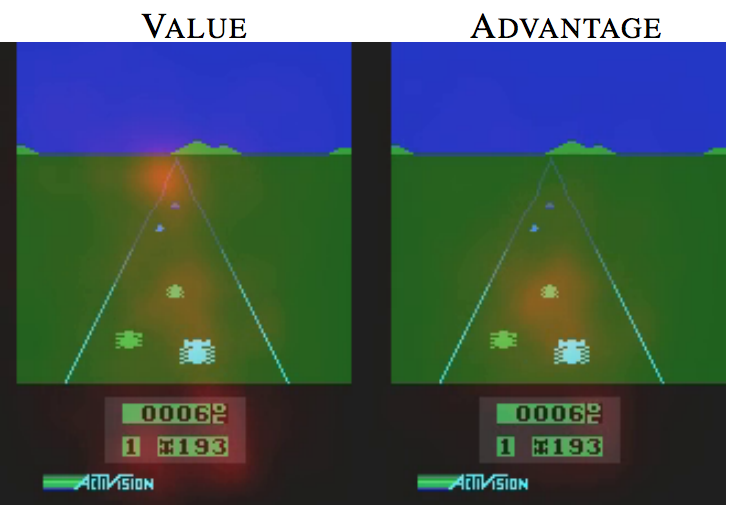 VALUE ADVANTAGE
0006 0006
1 193 1 193
ACTIVISION ACTIVISION